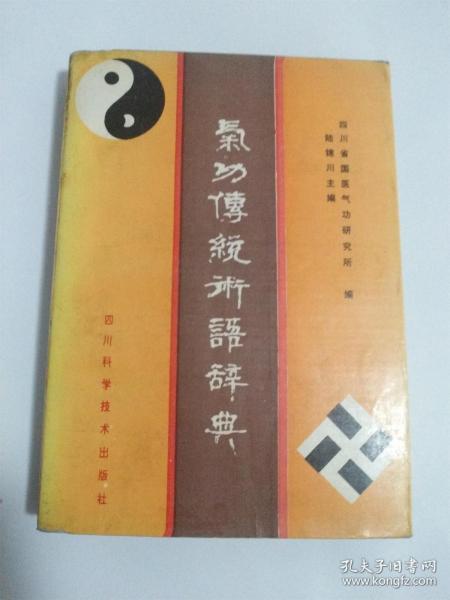 四川省国医气功研究所 编
陆锦川主编
氣功傳統術語辞典
四川科学技术出版社
孔夫子旧书网
www.kongfz.com